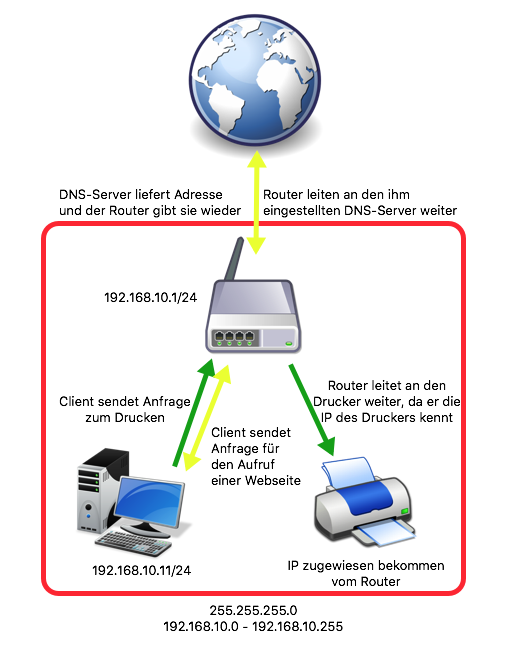 DNS-Server liefert Adresse
und der Router gibt sie wieder
Router leiten an den ihm
eingestellten DNS-Server weiter
192.168.10.1/24
Client sendet Anfrage
zum Drucken
Router leitet an den
Drucker weiter, da er die
IP des Druckers kennt
Client sendet
Anfrage für
den Aufruf
einer Webseite
192.168.10.11/24
IP zugewiesen bekommen
vom Router
255.255.255.0
192.168.10.0 - 192.168.10.255